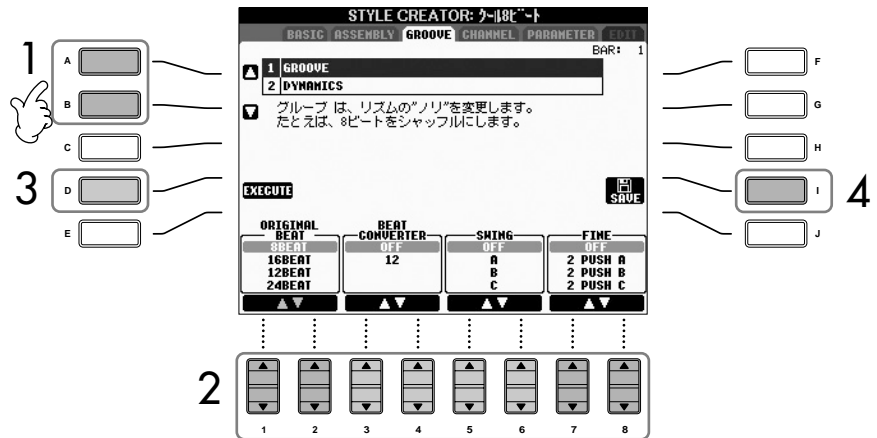 STYLE CREATOR: ｸｰﾙ8ﾋﾞｰﾄ
BASIC ASSEMBLY GROOVE CHANNEL PARAMETER EDIT
BAR: 1
1 GROOVE
2 DYNAMICS
グルーブ は、リズムの"ノリ"を変更します。
たとえば、8ビートをシャッフルにします。
EXECUTE
SAVE
ORIGINAL BEAT
8BEAT
16BEAT
12BEAT
24BEAT
BEAT CONVERTER
OFF
12
SWING
OFF
A
B
C
FINE
OFF
2 PUSH A
2 PUSH B
2 PUSH C
1
A
B
C
3
D
E
F
G
H
I
4
J
2
1 2 3 4 5 6 7 8